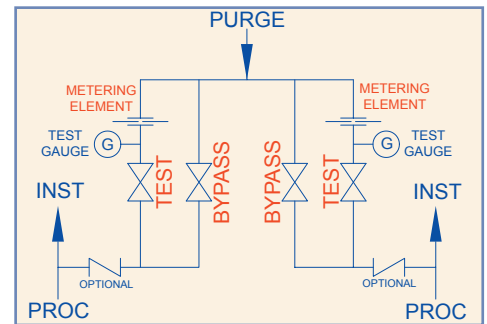 PURGE
METERING
ELEMENT
METERING
ELEMENT
TEST
GAUGE
G
G
TEST
GAUGE
TEST
BYPASS
BYPASS
TEST
INST
INST
OPTIONAL
OPTIONAL
PROC
PROC